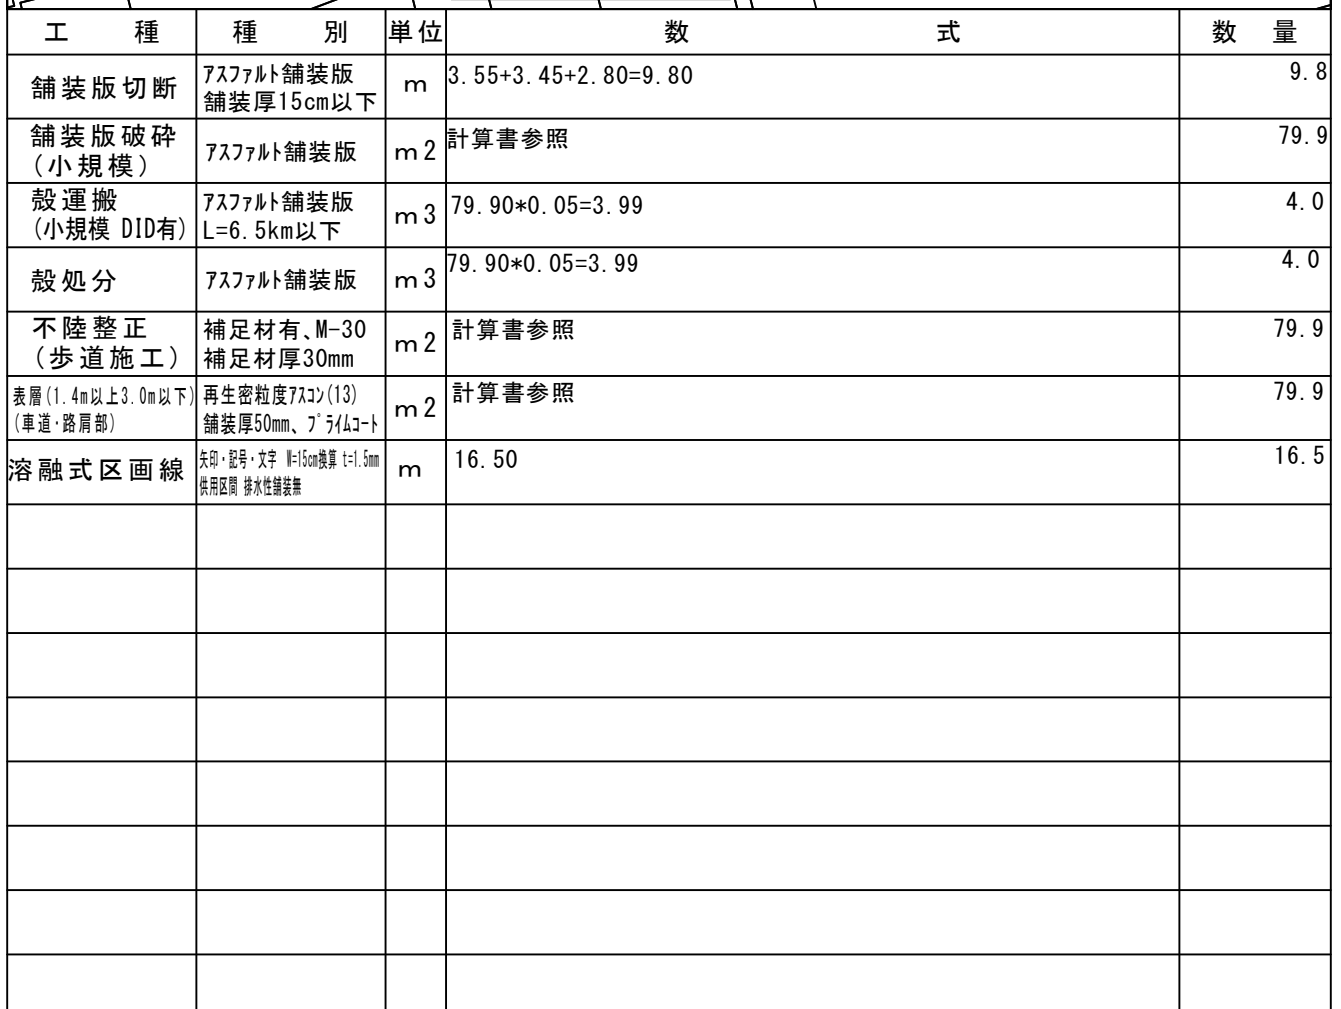 工種 種別 単位 数式 数量
舗装版切断 ｱｽﾌｧﾙﾄ舗装版 m 3.55+3.45+2.80=9.80 9.8
舗装厚15cm以下
舗装版破砕 ｱｽﾌｧﾙﾄ舗装版 m2 計算書参照 79.9
(小規模)
殻運搬 ｱｽﾌｧﾙﾄ舗装版 m3 79.90*0.05=3.99 4.0
(小規模 DID有) L=6.5km以下
殻処分 ｱｽﾌｧﾙﾄ舗装版 m3 79.90*0.05=3.99 4.0
不陸整正 補足材有、M-30 m2 計算書参照 79.9
(歩道施工) 補足材厚30mm
表層(1.4m以上3.0m以下) 再生密粒度ｱｽｺﾝ(13) m2 計算書参照 79.9
(車道･路肩部) 舗装厚50mm、ﾌﾟﾗｲﾑｺｰﾄ
溶融式区画線 矢印･記号･文字 W=15cm換算 t=1.5mm m 16.50 16.5
供用区間 排水性舗装無